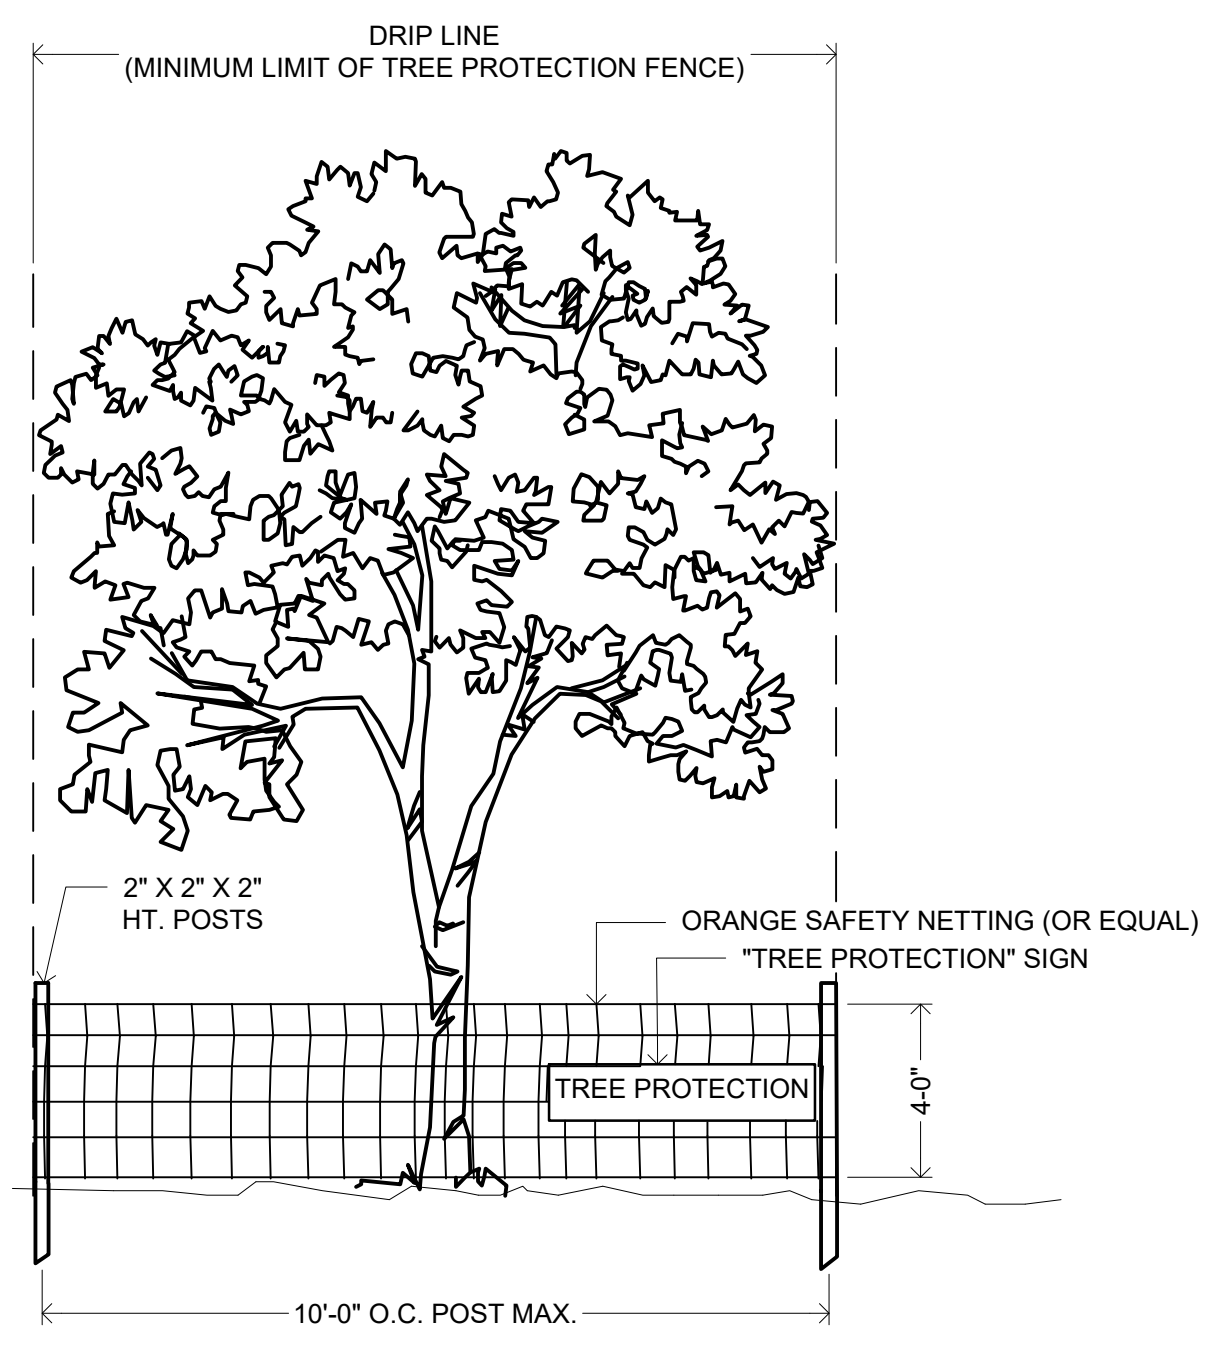 DRIP LINE
(MINIMUM LIMIT OF TREE PROTECTION FENCE)
2" X 2" X 2"
HT. POSTS
ORANGE SAFETY NETTING (OR EQUAL)
"TREE PROTECTION" SIGN
TREE PROTECTION
4-0"
10'-0" O.C. POST MAX.